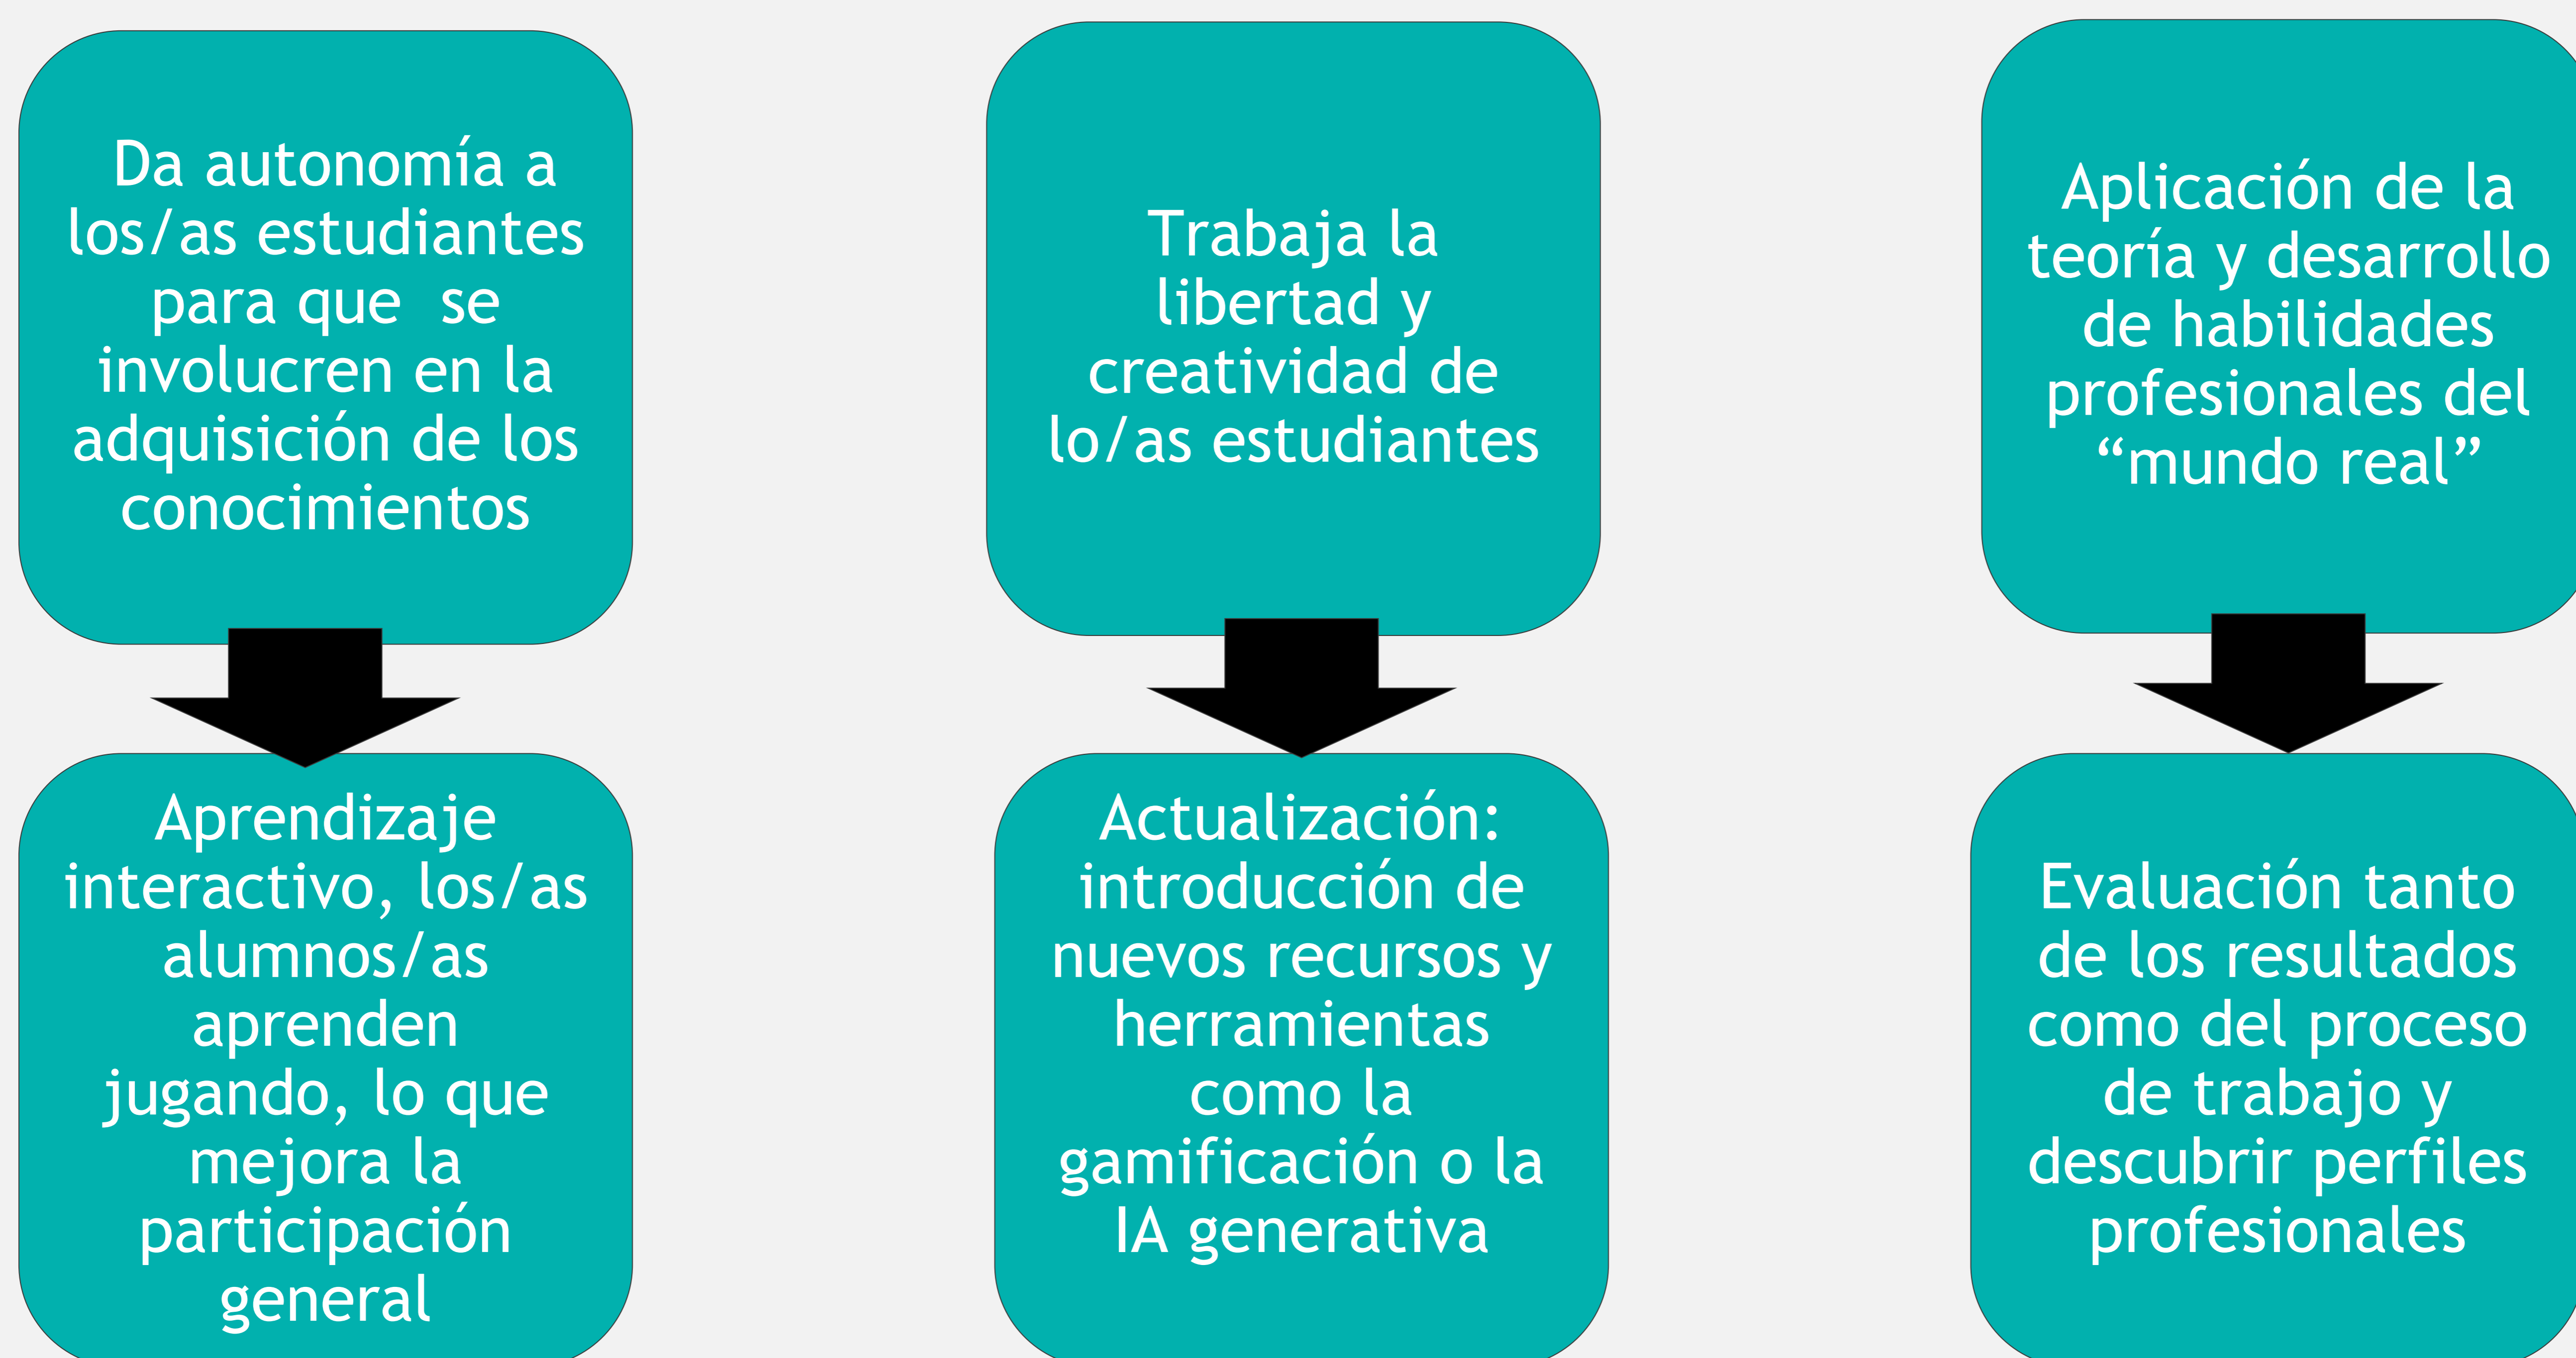 Da autonomía a
los/as estudiantes
para que  se
involucren en la
adquisición de los
conocimientos
Aprendizaje
interactivo, los/as
alumnos/as
aprenden
jugando, lo que
mejora la
participación
general
Trabaja la
libertad y
creatividad de
lo/as estudiantes
Actualización:
introducción de
nuevos recursos y
herramientas
como la
gamificación o la
IA generativa
Aplicación de la
teoría y desarrollo
de habilidades
profesionales del
“mundo real”
Evaluación tanto
de los resultados
como del proceso
de trabajo y
descubrir perfiles
profesionales